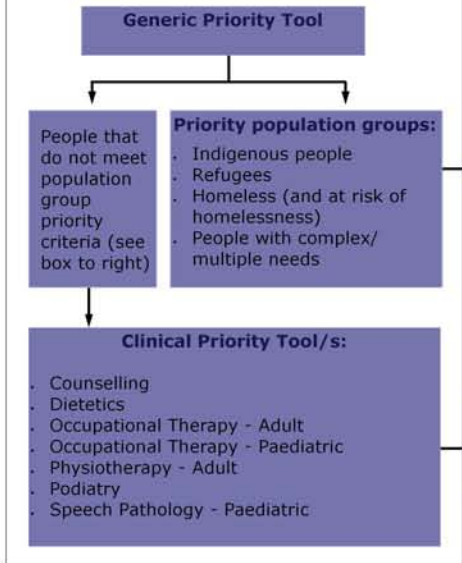 Generic Priority Tool
People that
do not meet
population
group
priority
criteria (see
box to right)
Priority population groups:
. Indigenous people
. Refugees
. Homeless (and at risk of
homelessness)
. People with complex/
multiple needs
Clinical Priority Tool/s:
. Counselling
. Dietetics
. Occupational Therapy - Adult
. Occupational Therapy - Paediatric
. Physiotherapy - Adult
. Podiatry
. Speech Pathology - Paediatric